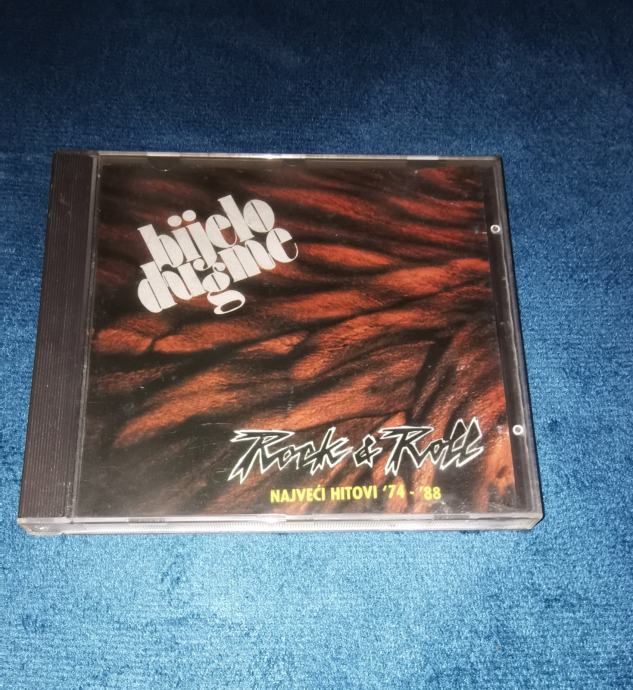 bijelo
dugme
Rock & Roll
NAJVEĆI HITOVI '74 - '88